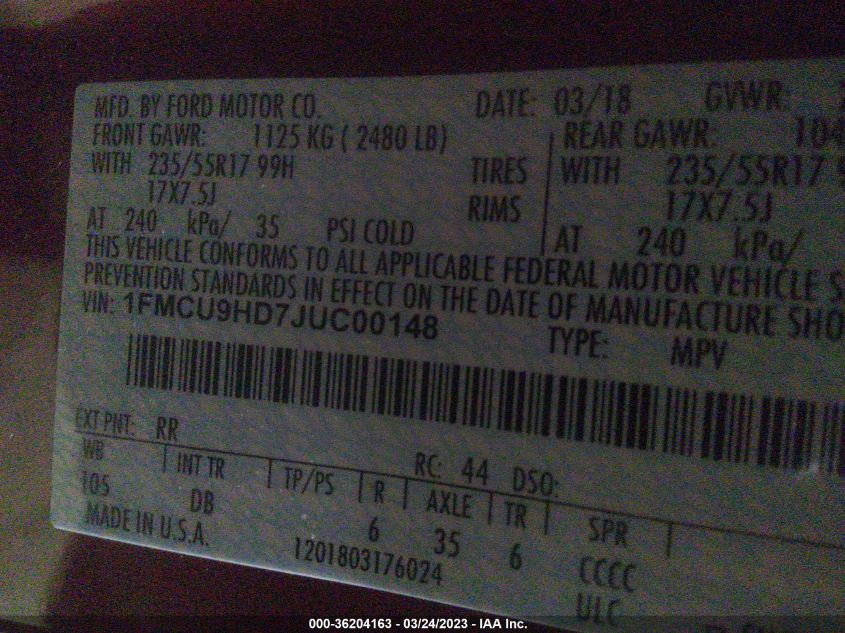 MFD. BY FORD MOTOR CO. DATE: 03/18 GVWR:
FRONT GAWR: 1125 KG ( 2480 LB) REAR GAWR: 104
WITH 235/55R17 99H TIRES WITH 235/55R17 9
17X7.5J RIMS 17X7.5J
AT 240 kPa/ 35 PSI COLD AT 240 kPa/
THIS VEHICLE CONFORMS TO ALL APPLICABLE FEDERAL MOTOR VEHICLE S
PREVENTION STANDARDS IN EFFECT ON THE DATE OF MANUFACTURE SHO
VIN: 1FMCU9HD7JUC00148 TYPE: MPV
EXT PNT: RR RC: 44 DSO:
WB INT TR TP/PS R AXLE TR SPR
105 DB 6 35 6 CCCC
MADE IN U.S.A. 1201803176024 ULC
000-36204163 - 03/24/2023 - IAA Inc.